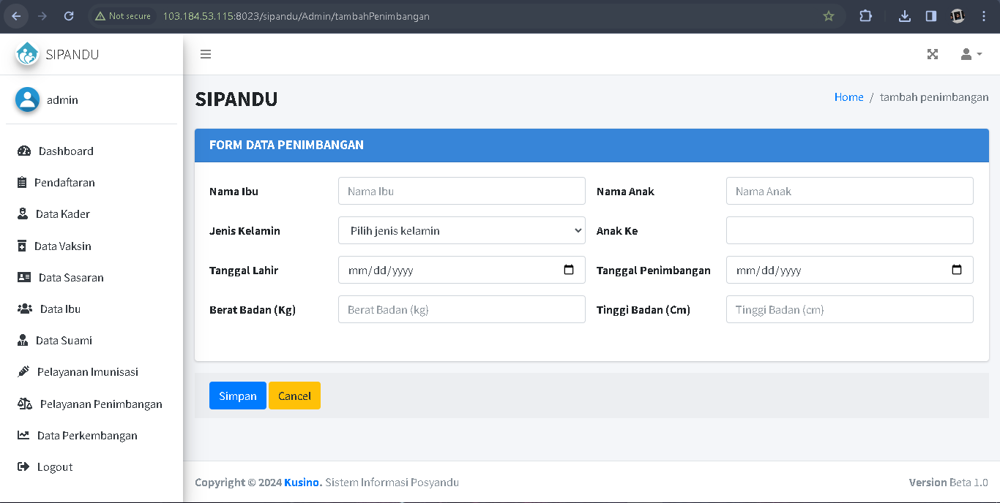 Not secure 103.184.53.115:8023/sipandu/Admin/tambahPenimbangan
SIPANDU
admin
Dashboard
Pendaftaran
Data Kader
Data Vaksin
Data Sasaran
Data Ibu
Data Suami
Pelayanan Imunisasi
Pelayanan Penimbangan
Data Perkembangan
Logout
SIPANDU
Home / tambah penimbangan
FORM DATA PENIMBANGAN
Nama Ibu Nama Ibu Nama Anak Nama Anak
Jenis Kelamin Pilih jenis kelamin Anak Ke
Tanggal Lahir mm/dd/yyyy Tanggal Penimbangan mm/dd/yyyy
Berat Badan (Kg) Berat Badan (kg) Tinggi Badan (Cm) Tinggi Badan (cm)
Simpan Cancel
Copyright © 2024 Kusino. Sistem Informasi Posyandu Version Beta 1.0